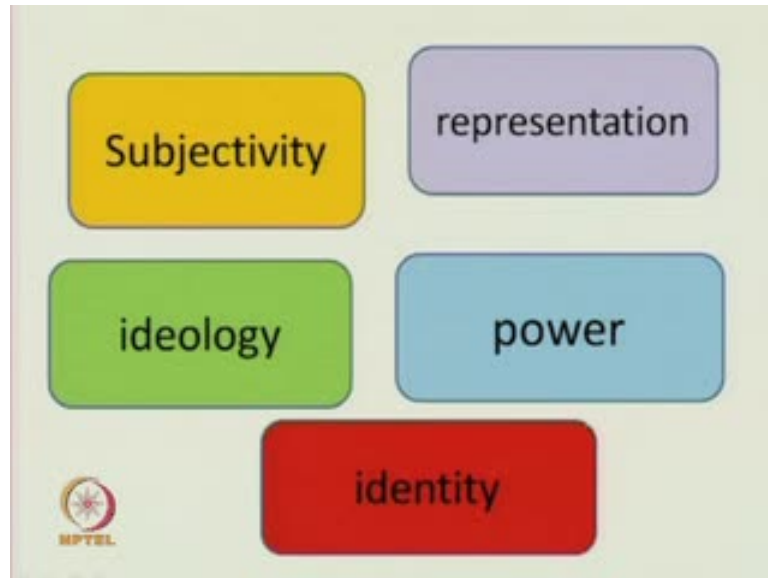 Subjectivity
representation
ideology
power
identity
NPTEL